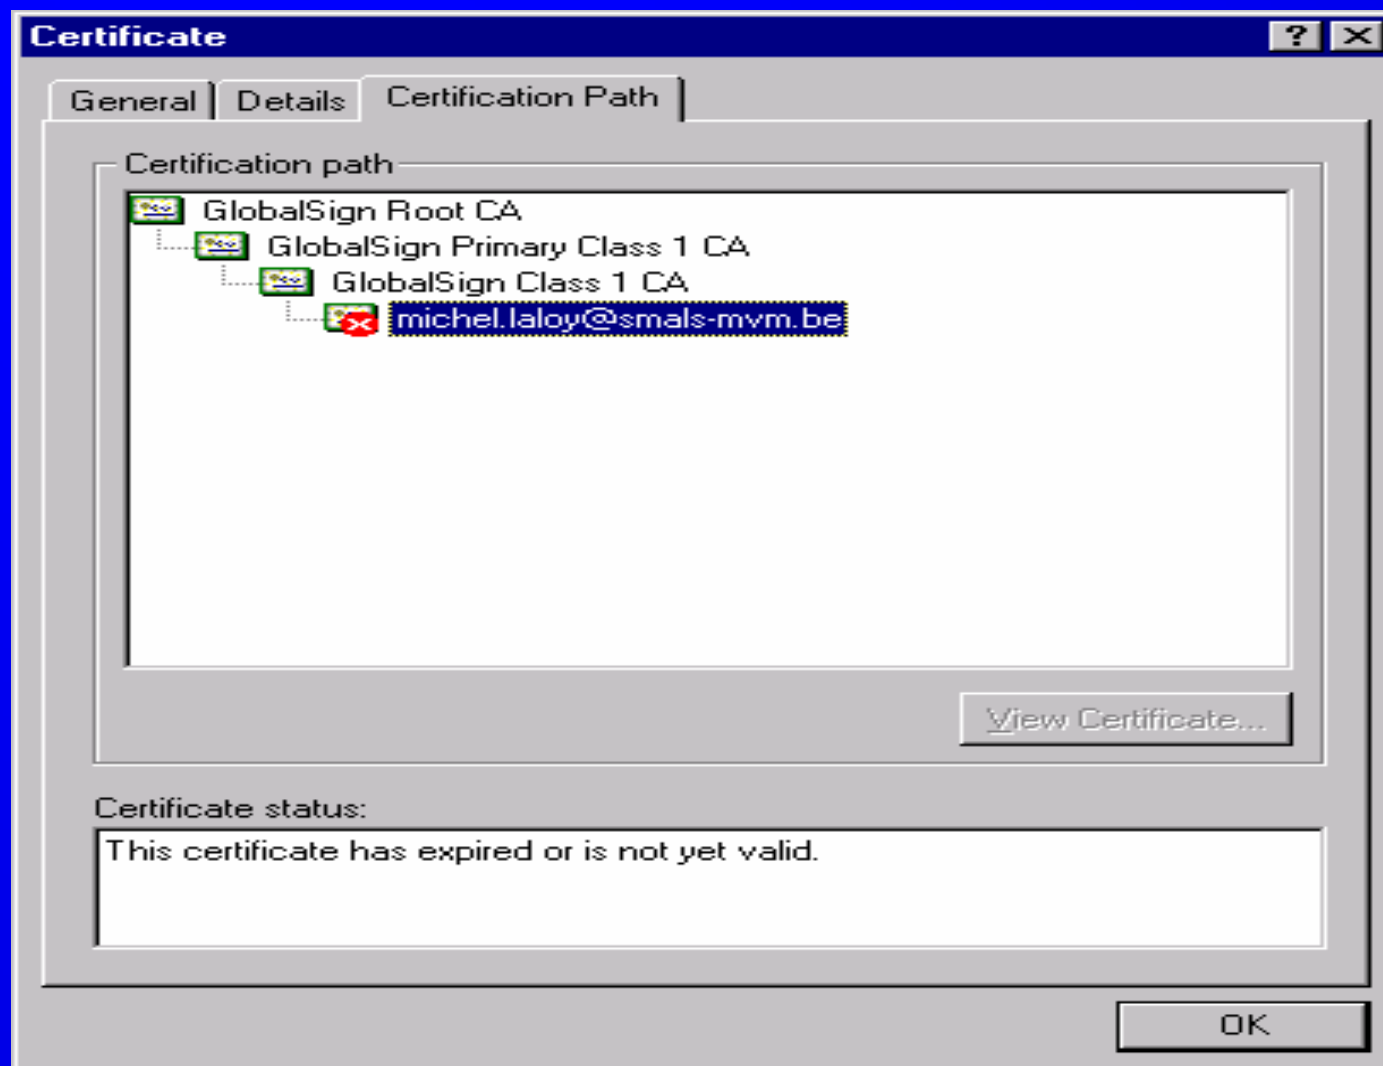 Certificate
General Details Certification Path
Certification path
GlobalSign Root CA
GlobalSign Primary Class 1 CA
GlobalSign Class 1 CA
michel.laloy@smals-mvm.be
View Certificate...
Certificate status:
This certificate has expired or is not yet valid.
OK